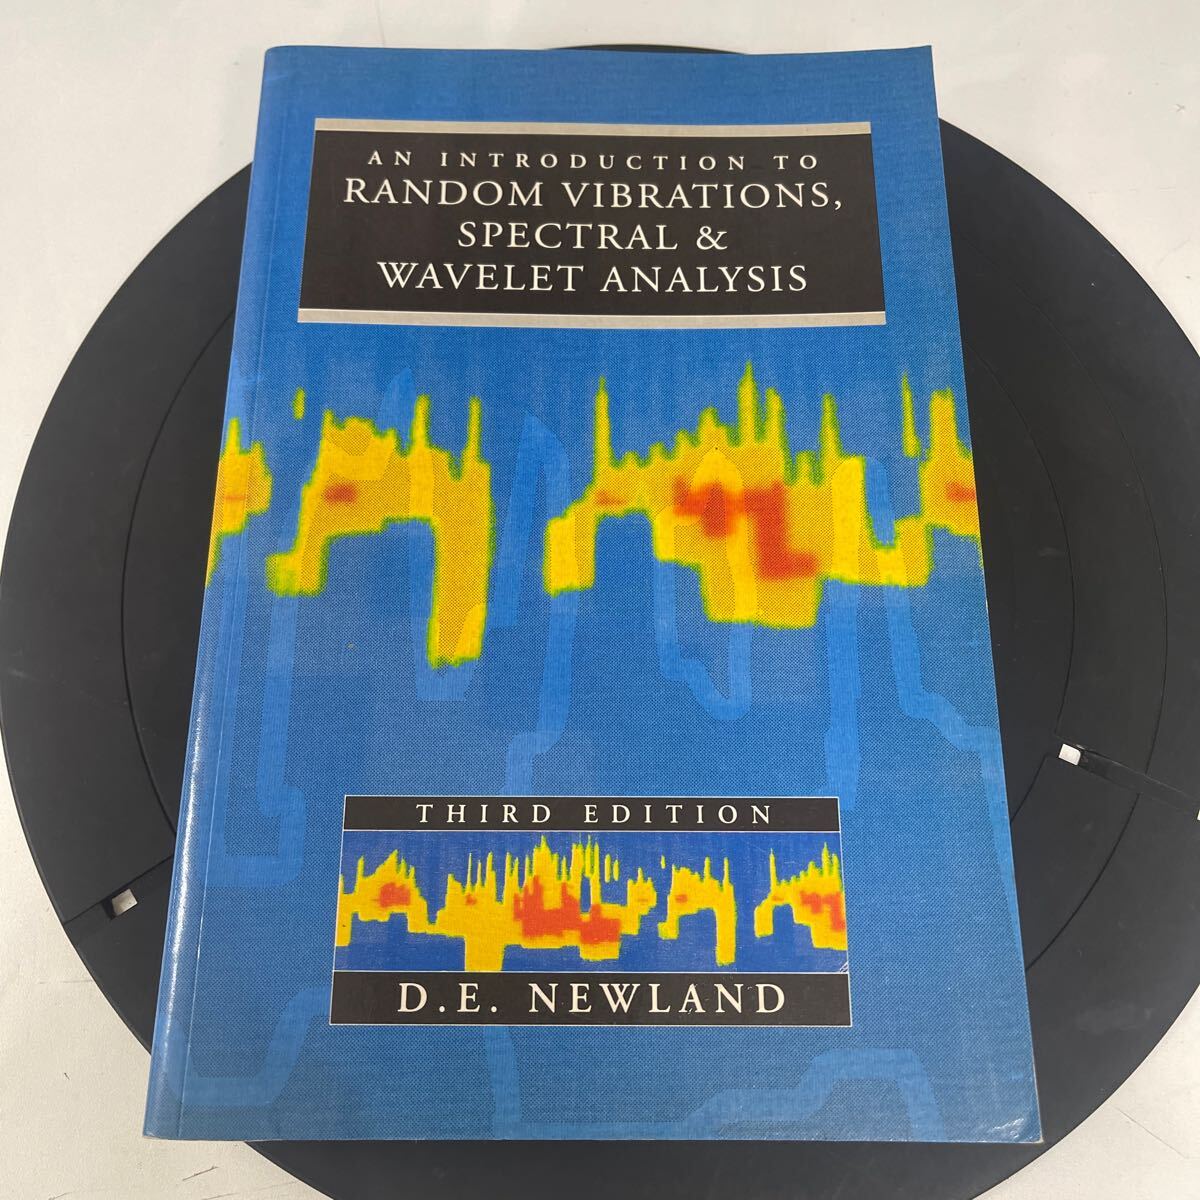 AN INTRODUCTION TO
RANDOM VIBRATIONS,
SPECTRAL &
WAVELET ANALYSIS
THIRD EDITION
D.E. NEWLAND